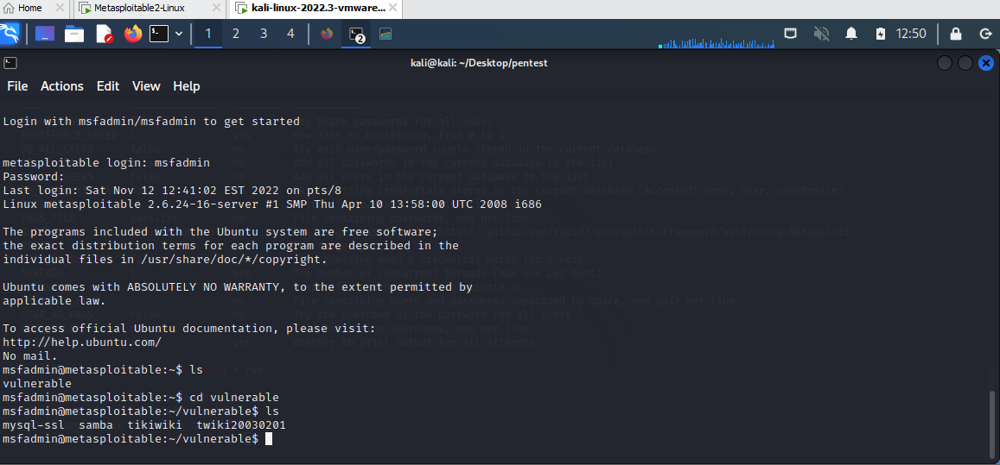 Home
Metasploitable2-Linux
kali-linux-2022.3-vmware...
1 2 3 4
2
12:50
kali@kali: ~/Desktop/pentest
File Actions Edit View Help
Login with msfadmin/msfadmin to get started
metasploitable login: msfadmin
Password:
Last login: Sat Nov 12 12:41:02 EST 2022 on pts/8
Linux metasploitable 2.6.24-16-server #1 SMP Thu Apr 10 13:58:00 UTC 2008 i686
The programs included with the Ubuntu system are free software;
the exact distribution terms for each program are described in the
individual files in /usr/share/doc/*/copyright.
Ubuntu comes with ABSOLUTELY NO WARRANTY, to the extent permitted by
applicable law.
To access official Ubuntu documentation, please visit:
http://help.ubuntu.com/
No mail.
msfadmin@metasploitable:~$ ls
vulnerable
msfadmin@metasploitable:~$ cd vulnerable
msfadmin@metasploitable:~/vulnerable$ ls
mysql-ssl samba tikiwiki twiki20030201
msfadmin@metasploitable:~/vulnerable$